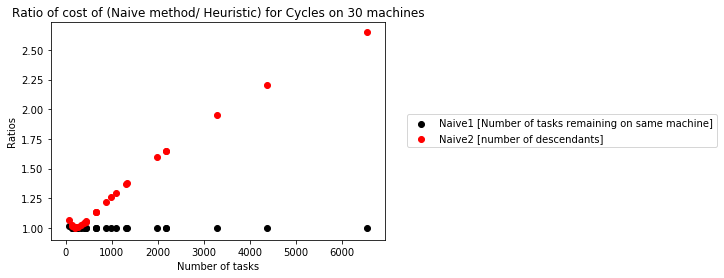 Ratio of cost of (Naive method/ Heuristic) for Cycles on 30 machines
2.50
2.25
2.00
1.75
1.50
1.25
1.00
Ratios
0 1000 2000 3000 4000 5000 6000
Number of tasks
Naive1 [Number of tasks remaining on same machine]
Naive2 [number of descendants]